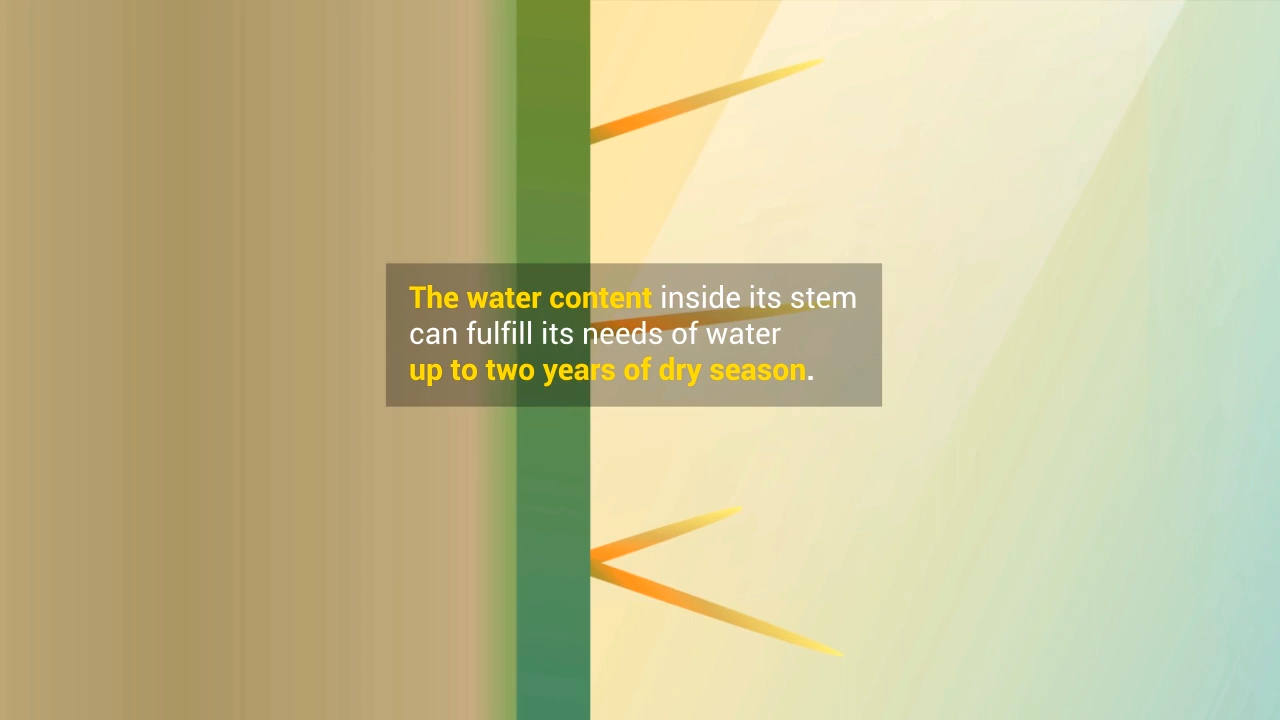 The water content inside its stem
can fulfill its needs of water
up to two years of dry season.